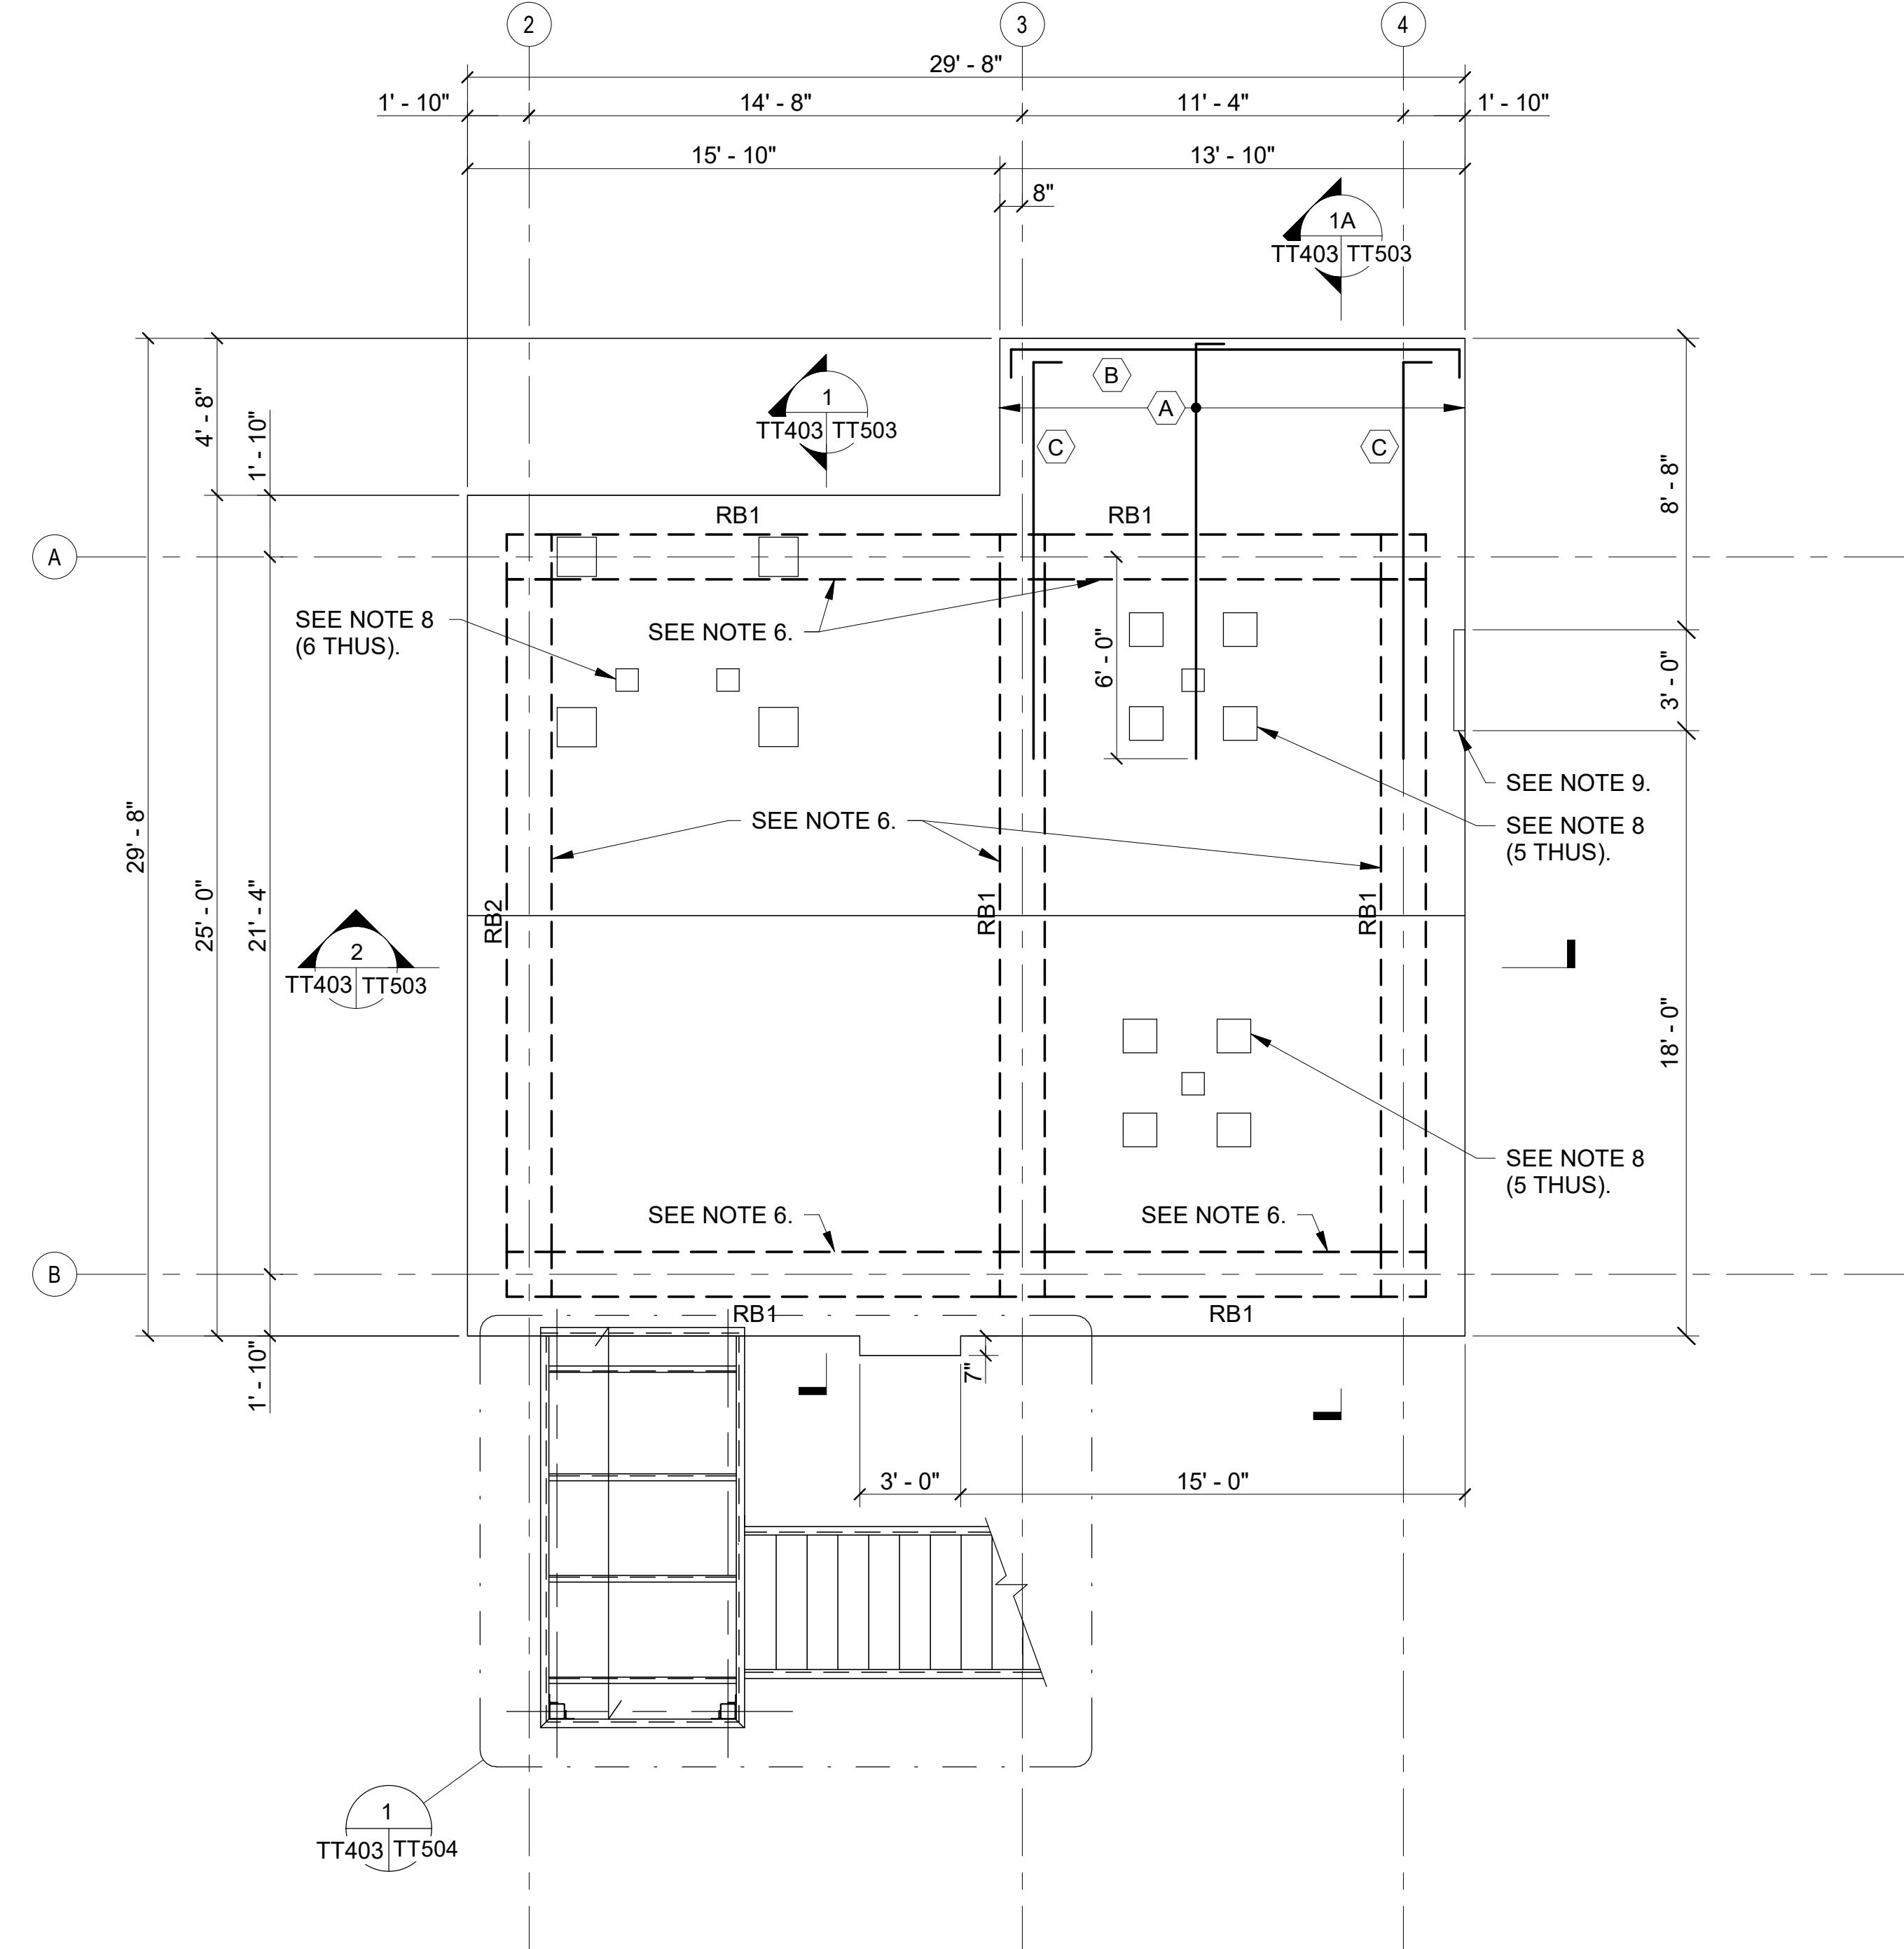 2
3
4
29' - 8"
1' - 10"
14' - 8"
11' - 4"
1' - 10"
15' - 10"
13' - 10"
8"
1A
TT403
TT503
1
TT403
TT503
B
A
C
C
4' - 8"
1' - 10"
8' - 8"
RB1
RB1
A
SEE NOTE 8
(6 THUS).
SEE NOTE 6.
6' - 0"
3' - 0"
SEE NOTE 9.
SEE NOTE 6.
SEE NOTE 8
(5 THUS).
29' - 8"
25' - 0"
21' - 4"
RB2
RB1
RB1
2
TT403
TT503
18' - 0"
SEE NOTE 8
(5 THUS).
SEE NOTE 6.
SEE NOTE 6.
B
RB1
RB1
1' - 10"
7"
3' - 0"
15' - 0"
1
TT403
TT504